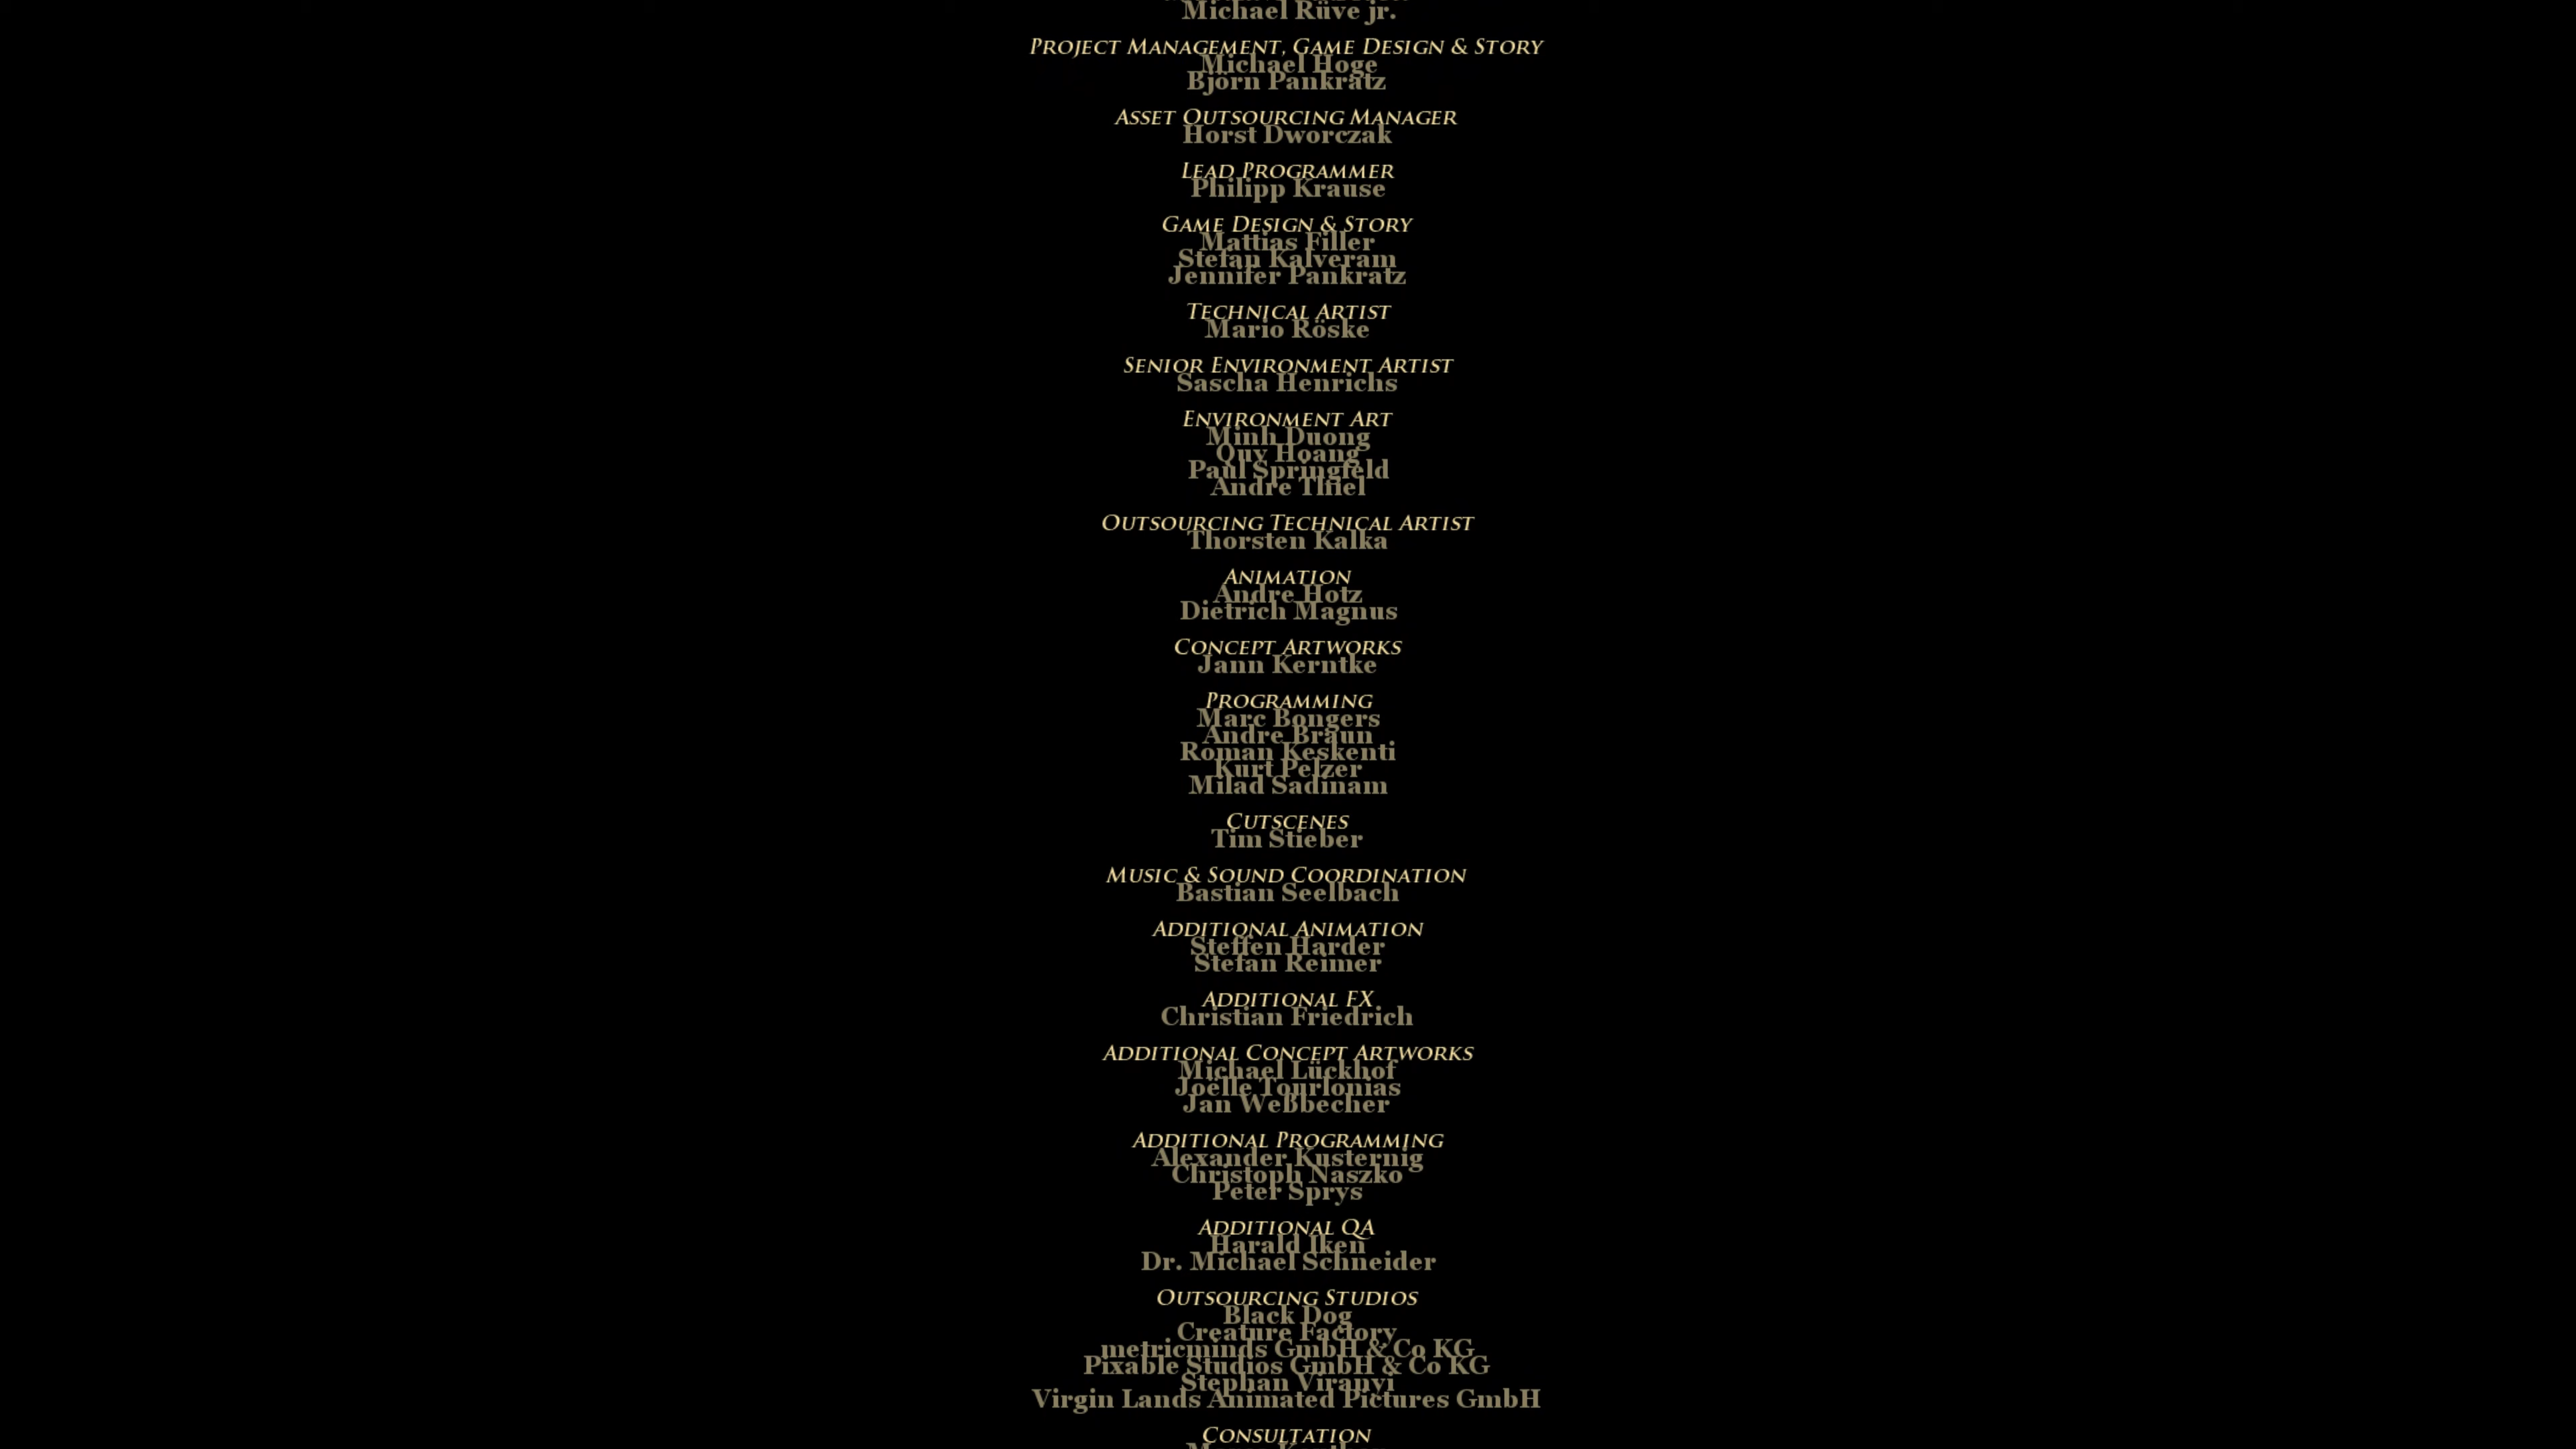 Michael Rüve jr.
Project Management, Game Design & Story
Michael Hoge
Björn Pankratz
Asset Outsourcing Manager
Horst Dworczak
Lead Programmer
Philipp Krause
Game Design & Story
Mattias Filler
Stefan Kalveram
Jennifer Pankratz
Technical Artist
Mario Röske
Senior Environment Artist
Sascha Henrichs
Environment Art
Minh Duong
Quy Hoang
Paul Springfeld
Andre Thiel
Outsourcing Technical Artist
Thorsten Kalka
Animation
Andre Hotz
Dietrich Magnus
Concept Artworks
Jann Kerntke
Programming
Marc Bongers
Andre Braun
Roman Keskenti
Kurt Pelzer
Milad Sadinam
Cutscenes
Tim Stieber
Music & Sound Coordination
Bastian Seelbach
Additional Animation
Steffen Harder
Stefan Reimer
Additional FX
Christian Friedrich
Additional Concept Artworks
Michael Lückhof
Joëlle Tourlonias
Jan Weßbecher
Additional Programming
Alexander Kusternig
Christoph Naszko
Peter Sprys
Additional QA
Harald Iken
Dr. Michael Schneider
Outsourcing Studios
Black Dog
Creature Factory
metricminds GmbH & Co KG
Pixable Studios GmbH & Co KG
Stephan Viranyi
Virgin Lands Animated Pictures GmbH
Consultation